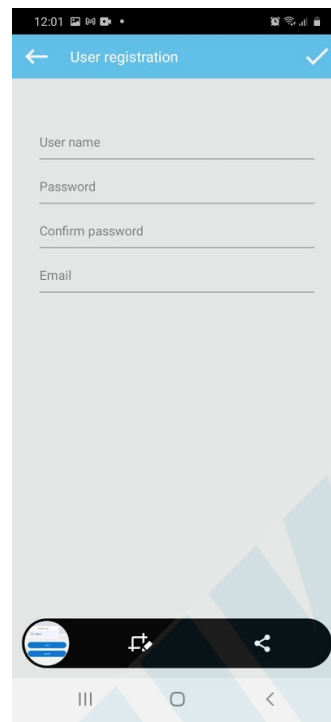 12:01
User registration
User name
Password
Confirm password
Email